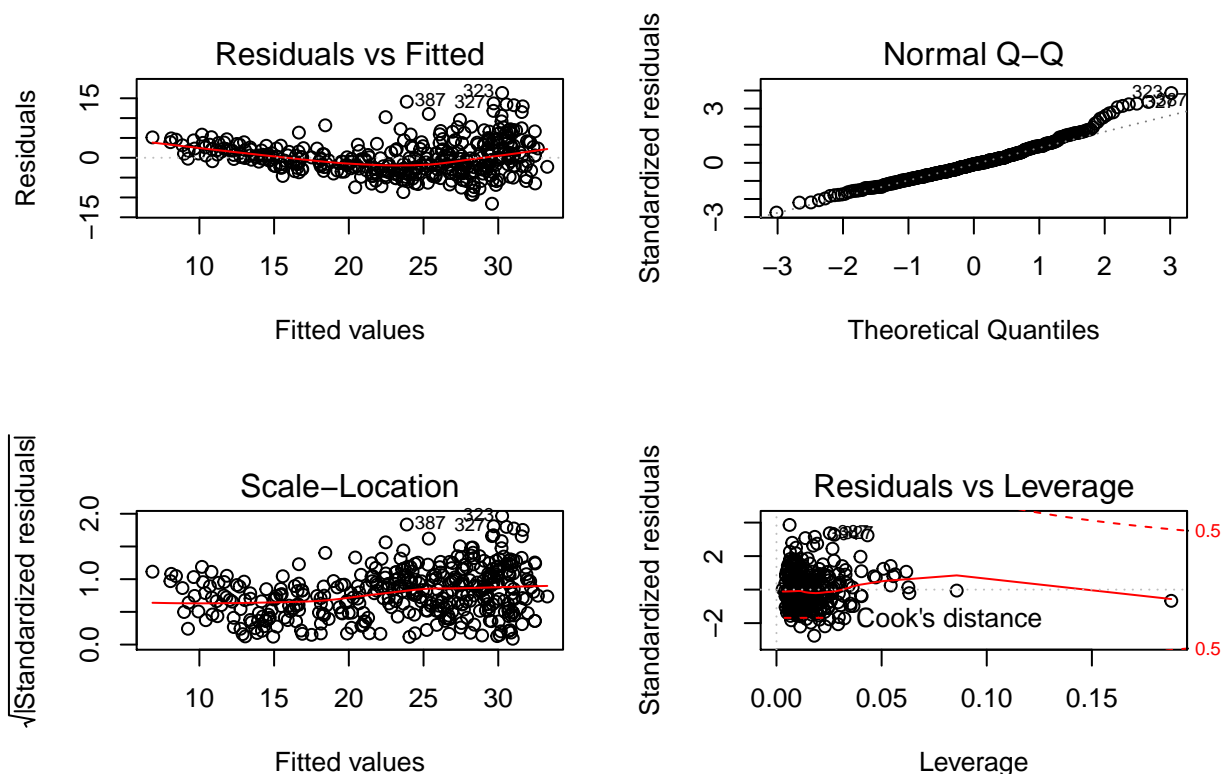 Residuals vs Fitted
Residuals
15
0
−15
387
323
327
10 15 20 25 30
Fitted values
Normal Q−Q
Standardized residuals
3
0
−3
323
327
387
−3 −2 −1 0 1 2 3
Theoretical Quantiles
Scale−Location
√|Standardized residuals|
2.0
1.0
0.0
387
323
327
10 15 20 25 30
Fitted values
Residuals vs Leverage
Standardized residuals
2
−2
Cook's distance
0.5
0.5
0.00 0.05 0.10 0.15
Leverage